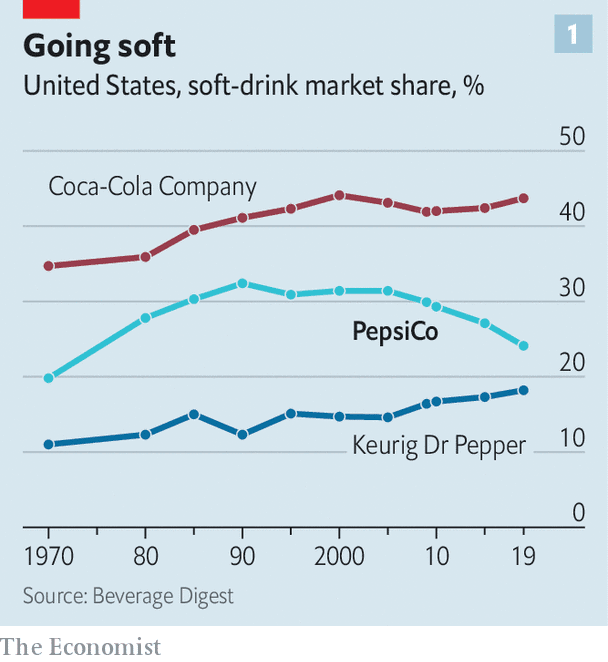 1
Going soft
United States, soft-drink market share, %
50
Coca-Cola Company
40
30
PepsiCo
20
Keurig Dr Pepper
10
0
1970 80 90 2000 10 19
Source: Beverage Digest
The Economist